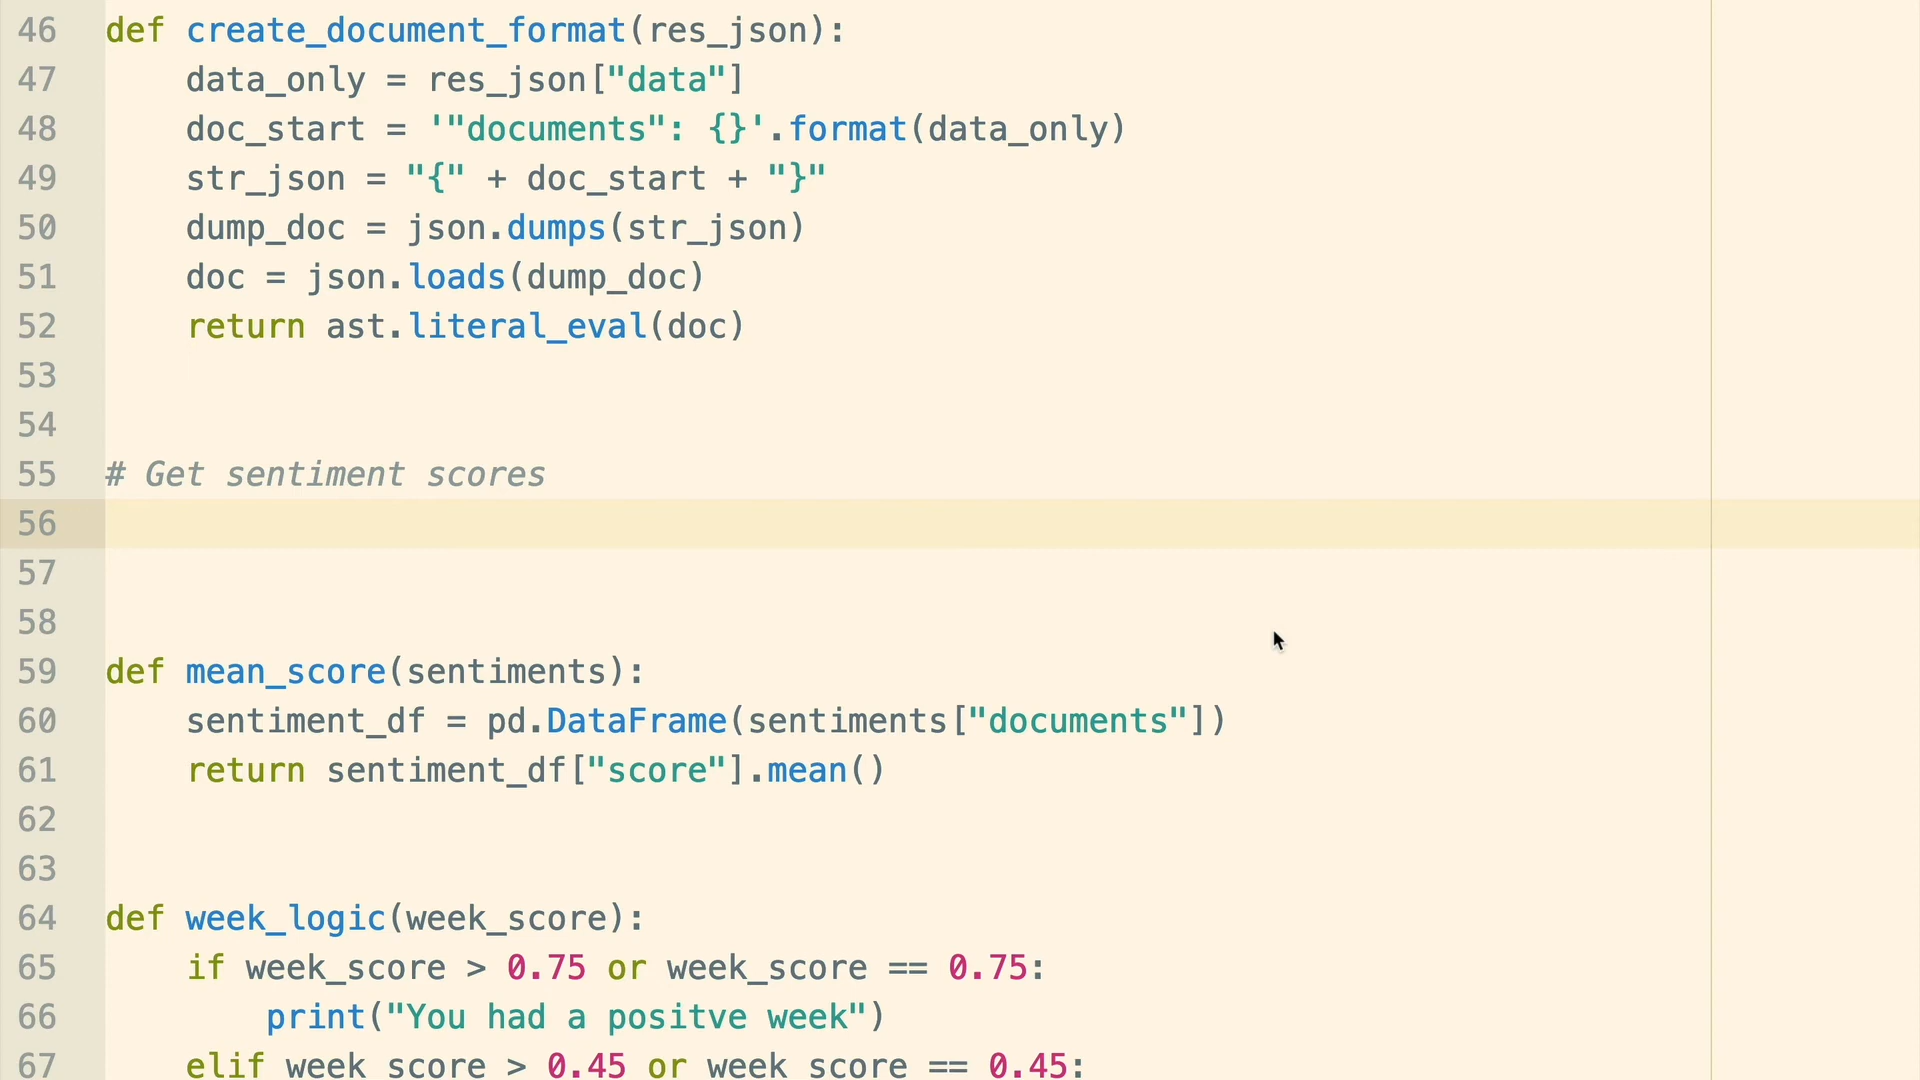 46 def create_document_format(res_json):
47     data_only = res_json["data"]
48     doc_start = '"documents": {}'.format(data_only)
49     str_json = "{" + doc_start + "}"
50     dump_doc = json.dumps(str_json)
51     doc = json.loads(dump_doc)
52     return ast.literal_eval(doc)
53
54
55 # Get sentiment scores
56
57
58
59 def mean_score(sentiments):
60     sentiment_df = pd.DataFrame(sentiments["documents"])
61     return sentiment_df["score"].mean()
62
63
64 def week_logic(week_score):
65     if week_score > 0.75 or week_score == 0.75:
66         print("You had a positve week")
67     elif week_score > 0.45 or week_score == 0.45: